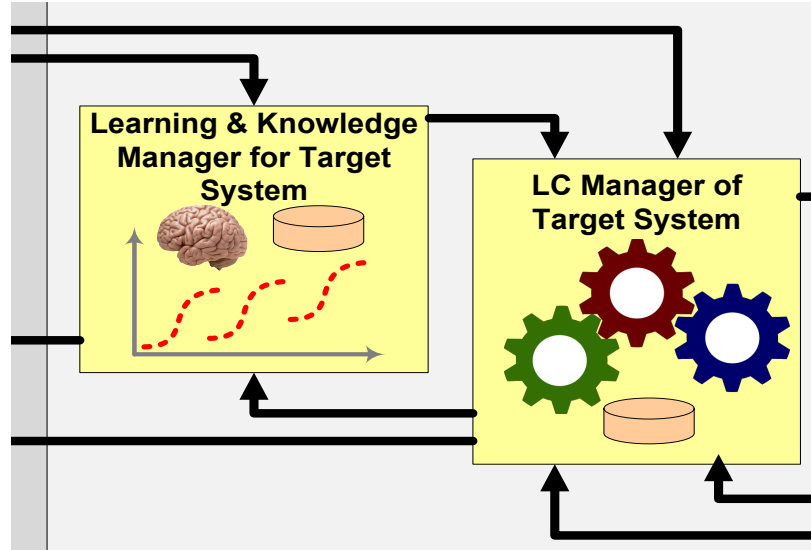 Learning & Knowledge
Manager for Target
System
LC Manager of
Target System